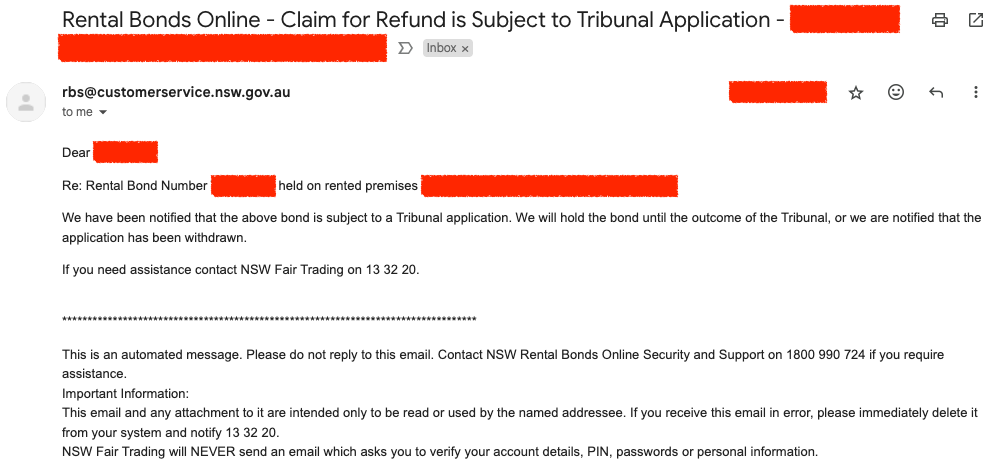 Rental Bonds Online - Claim for Refund is Subject to Tribunal Application -
Inbox ×
rbs@customerservice.nsw.gov.au
to me
Dear
Re: Rental Bond Number held on rented premises
We have been notified that the above bond is subject to a Tribunal application. We will hold the bond until the outcome of the Tribunal, or we are notified that the
application has been withdrawn.
If you need assistance contact NSW Fair Trading on 13 32 20.
***********************************************************************************
This is an automated message. Please do not reply to this email. Contact NSW Rental Bonds Online Security and Support on 1800 990 724 if you require
assistance.
Important Information:
This email and any attachment to it are intended only to be read or used by the named addressee. If you receive this email in error, please immediately delete it
from your system and notify 13 32 20.
NSW Fair Trading will NEVER send an email which asks you to verify your account details, PIN, passwords or personal information.